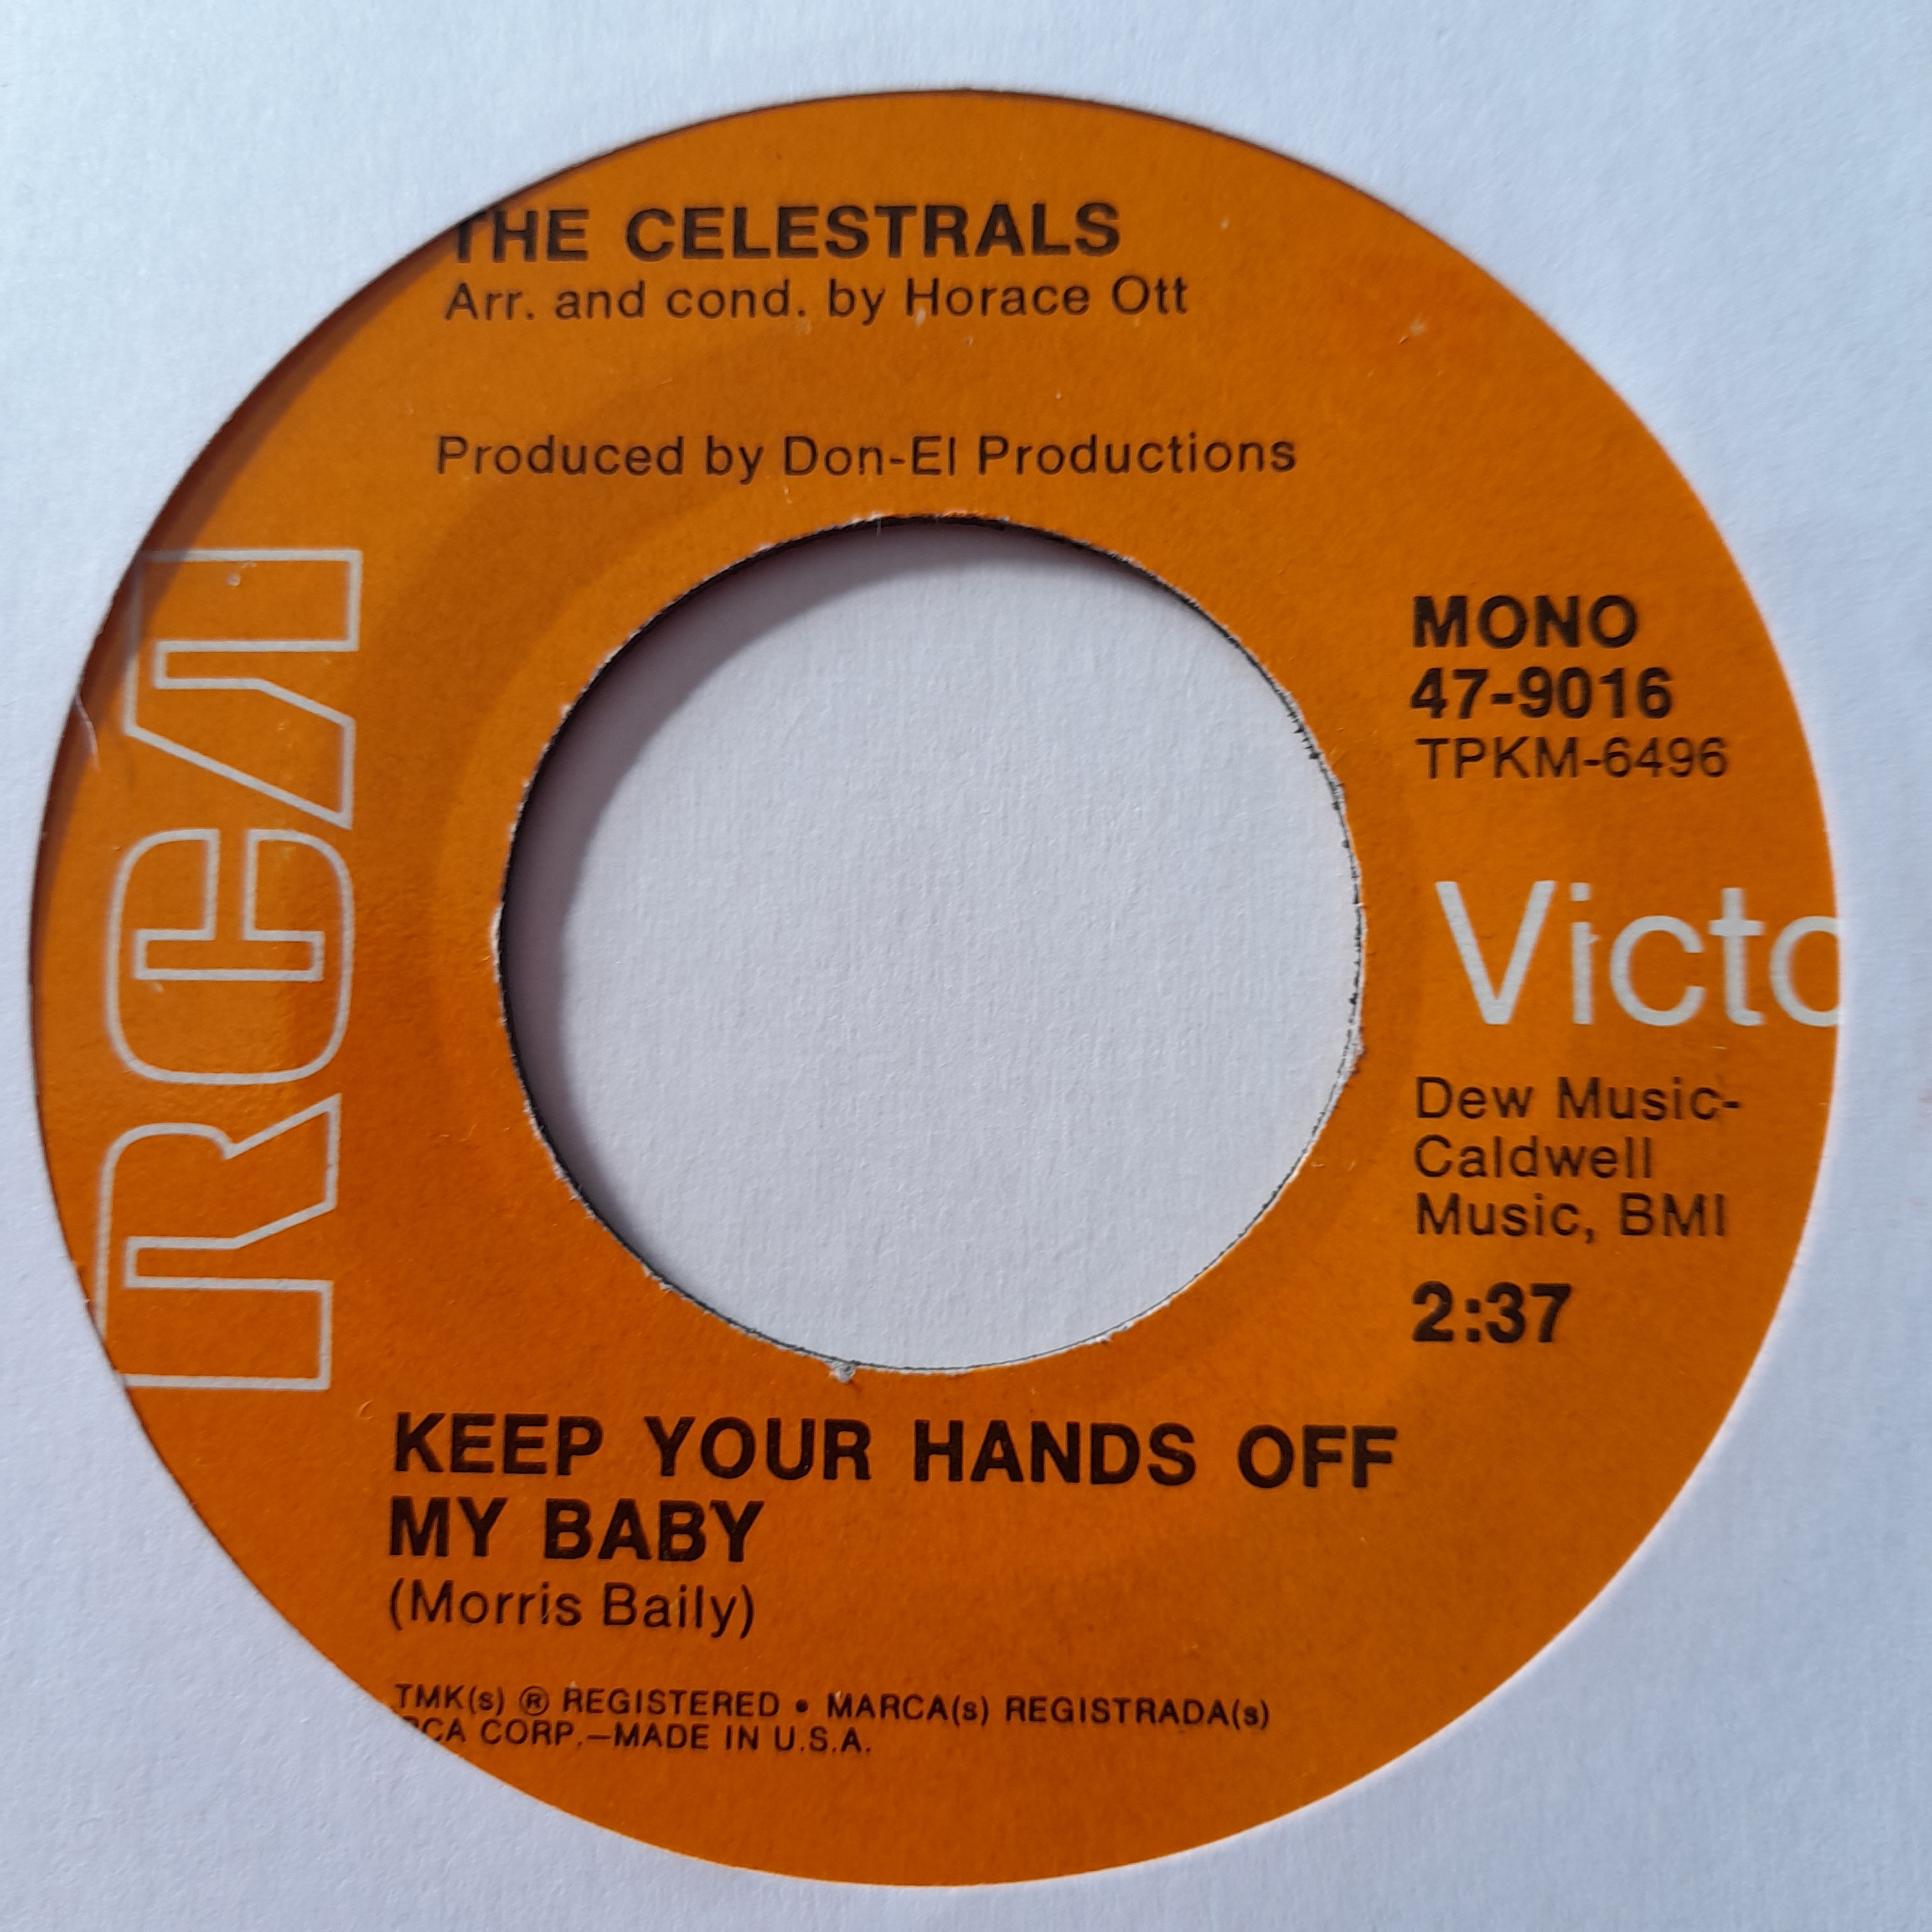 THE CELESTRALS
Arr. and cond. by Horace Ott
Produced by Don-El Productions
RCA
MONO
47-9016
TPKM-6496
Victo
Dew Music-
Caldwell
Music, BMI
2:37
KEEP YOUR HANDS OFF
MY BABY
(Morris Baily)
TMK(s) ® REGISTERED • MARCA(s) REGISTRADA(s)
RCA CORP.—MADE IN U.S.A.